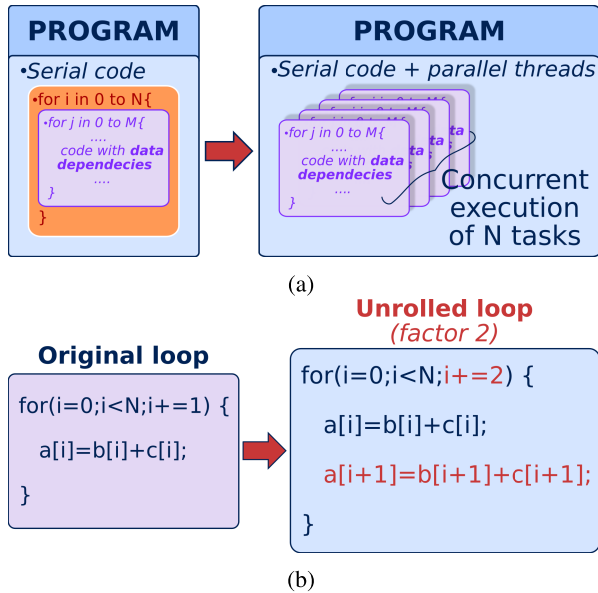 PROGRAM
•Serial code
•for i in 0 to N{
•for j in 0 to M{
....
code with data
dependecies
....
}
}
PROGRAM
•Serial code + parallel threads
•for j in 0 to M{
....
code with data
dependecies
....
}
Concurrent
execution
of N tasks
(a)
Original loop
for(i=0;i<N;i+=1) {
a[i]=b[i]+c[i];
}
Unrolled loop
(factor 2)
for(i=0;i<N;i+=2) {
a[i]=b[i]+c[i];
a[i+1]=b[i+1]+c[i+1];
}
(b)